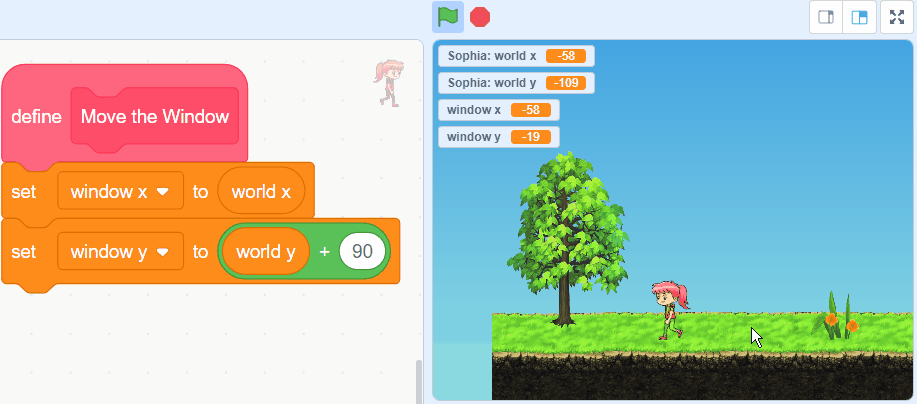 define Move the Window
set window x to world x
set window y to world y + 90
Sophia: world x -58
Sophia: world y -109
window x -58
window y -19